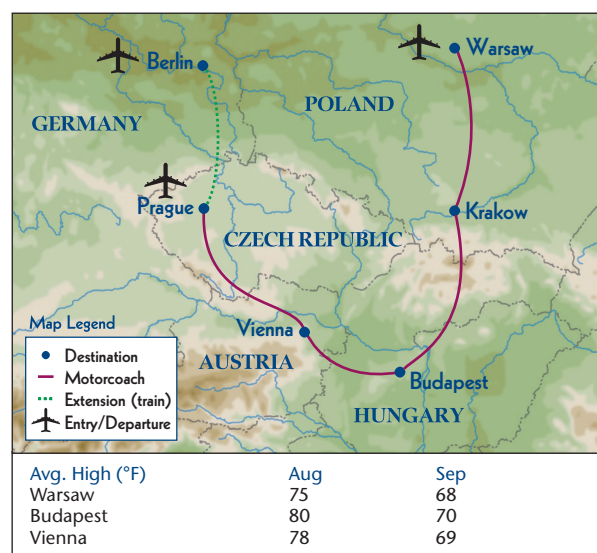 Berlin
Warsaw
POLAND
GERMANY
Prague
Krakow
CZECH REPUBLIC
Map Legend
Destination
Motorcoach
Extension (train)
Entry/Departure
Vienna
AUSTRIA
Budapest
HUNGARY
Avg. High (°F) Aug Sep
Warsaw 75 68
Budapest 80 70
Vienna 78 69